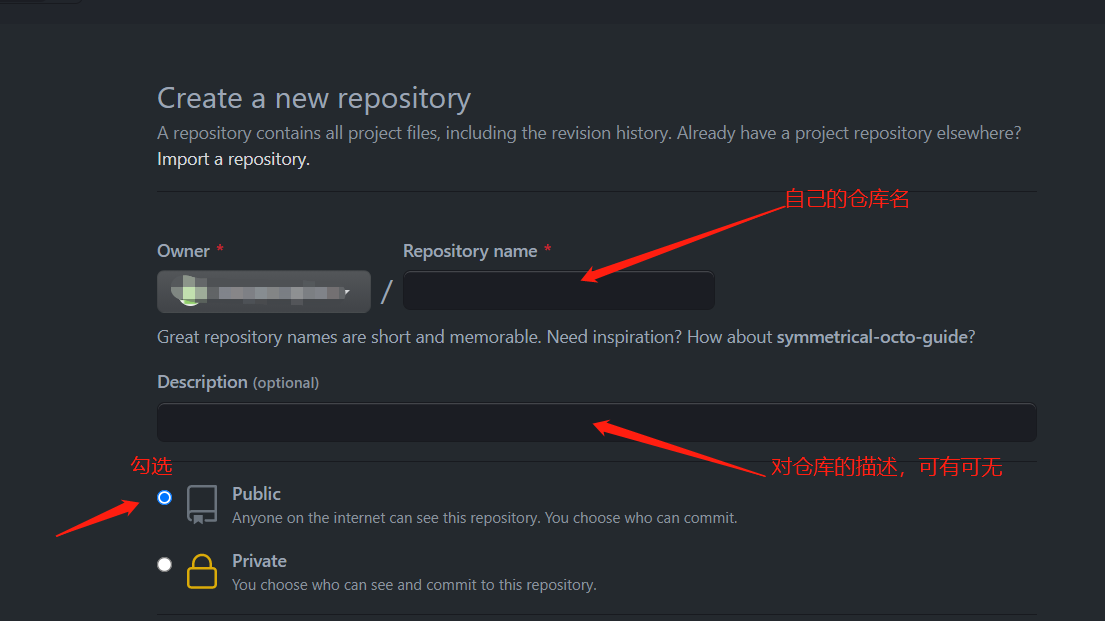 Create a new repository
A repository contains all project files, including the revision history. Already have a project repository elsewhere?
Import a repository.
自己的仓库名
Owner *
Repository name *
/
Great repository names are short and memorable. Need inspiration? How about symmetrical-octo-guide?
Description (optional)
勾选
对仓库的描述，可有可无
Public
Anyone on the internet can see this repository. You choose who can commit.
Private
You choose who can see and commit to this repository.